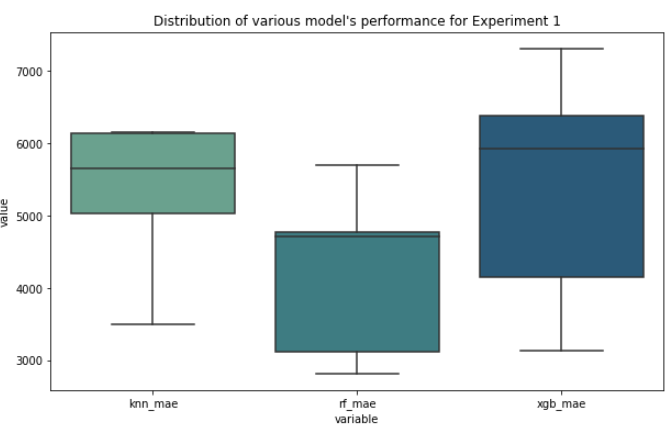 Distribution of various model's performance for Experiment 1
7000
6000
5000
4000
3000
value
knn_mae
rf_mae
xgb_mae
variable